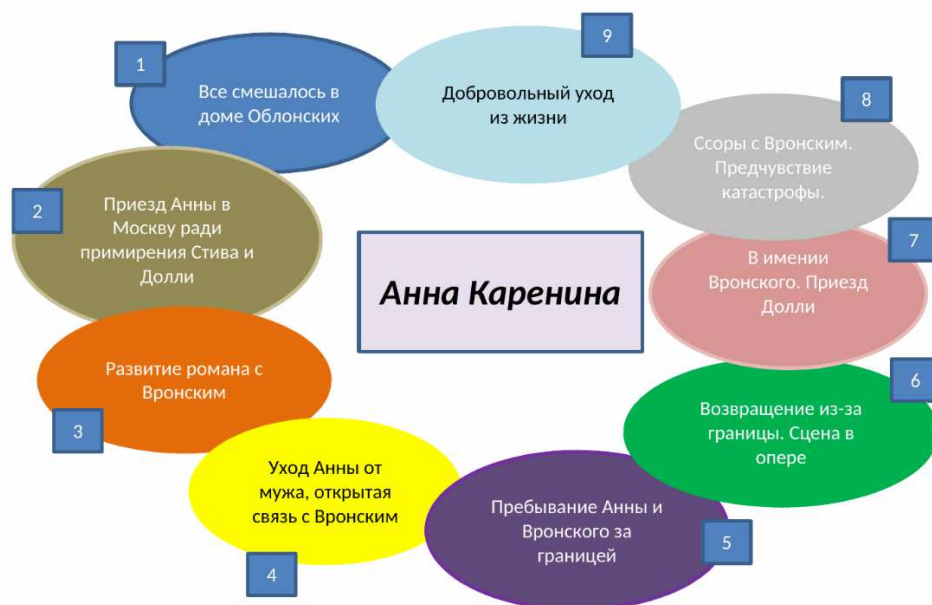 1
Все смешалось в
доме Облонских
2
Приезд Анны в
Москву ради
примирения Стива и
Долли
3
Развитие романа с
Вронским
4
Уход Анны от
мужа, открытая
связь с Вронским
5
Пребывание Анны и
Вронского за
границей
6
Возвращение из-за
границы. Сцена в
опере
7
В имении
Вронского. Приезд
Долли
8
Ссоры с Вронским.
Предчувствие
катастрофы.
9
Добровольный уход
из жизни
Анна Каренина